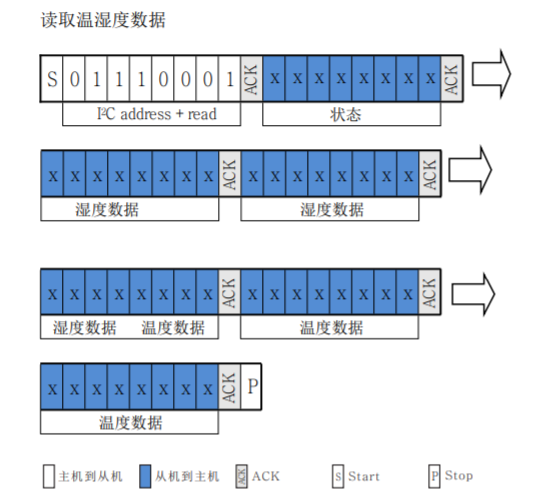 读取温湿度数据
S 0 1 1 1 0 0 0 1 ACK x x x x x x x x ACK
I²C address + read 状态
x x x x x x x x ACK x x x x x x x x ACK
湿度数据 湿度数据
x x x x x x x x ACK x x x x x x x x ACK
湿度数据 温度数据 温度数据
x x x x x x x x ACK P
温度数据
主机到从机 从机到主机 ACK ACK S Start P Stop